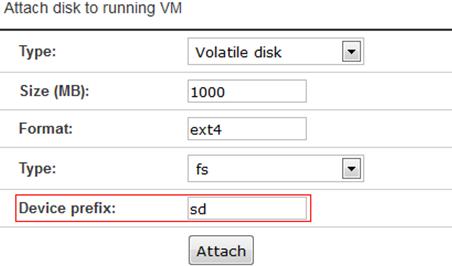 Attach disk to running VM
Type: Volatile disk
Size (MB): 1000
Format: ext4
Type: fs
Device prefix: sd
Attach